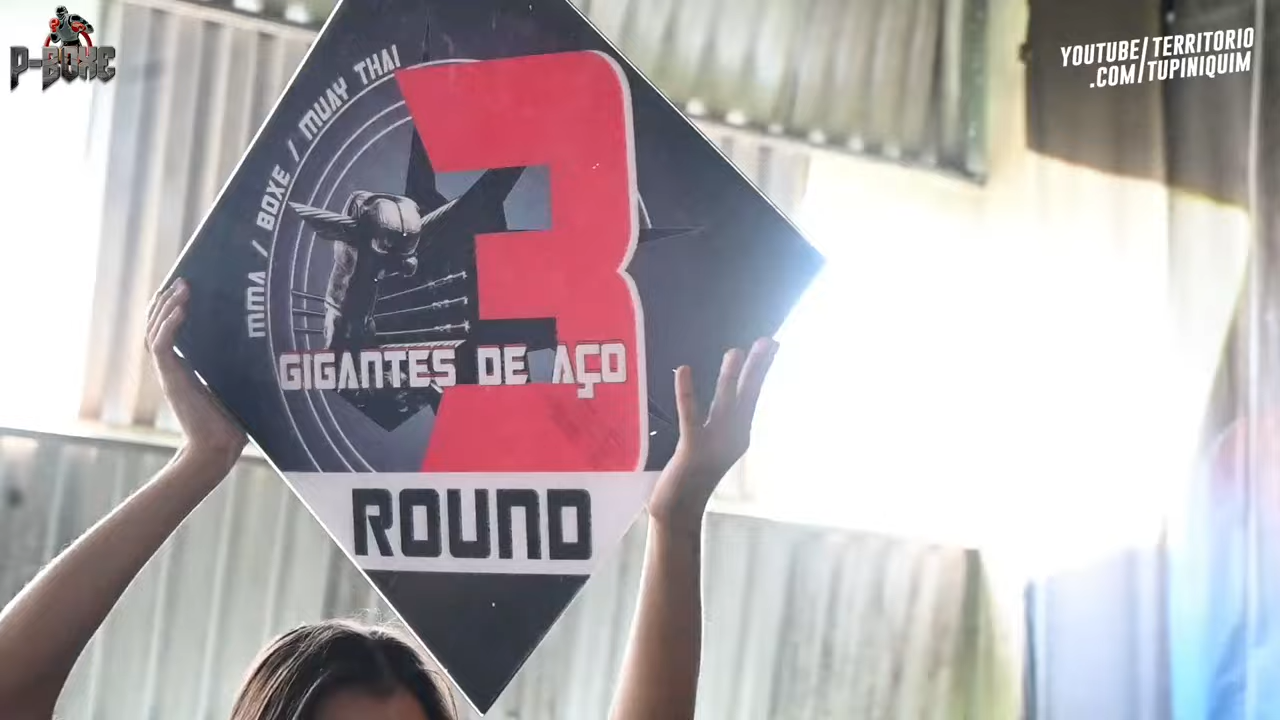 P-BOXE
YOUTUBE/TERRITORIO
.COM/TUPINIQUIM
MMA / BOXE / MUAY THAI
3
GIGANTES DE AÇO
ROUND